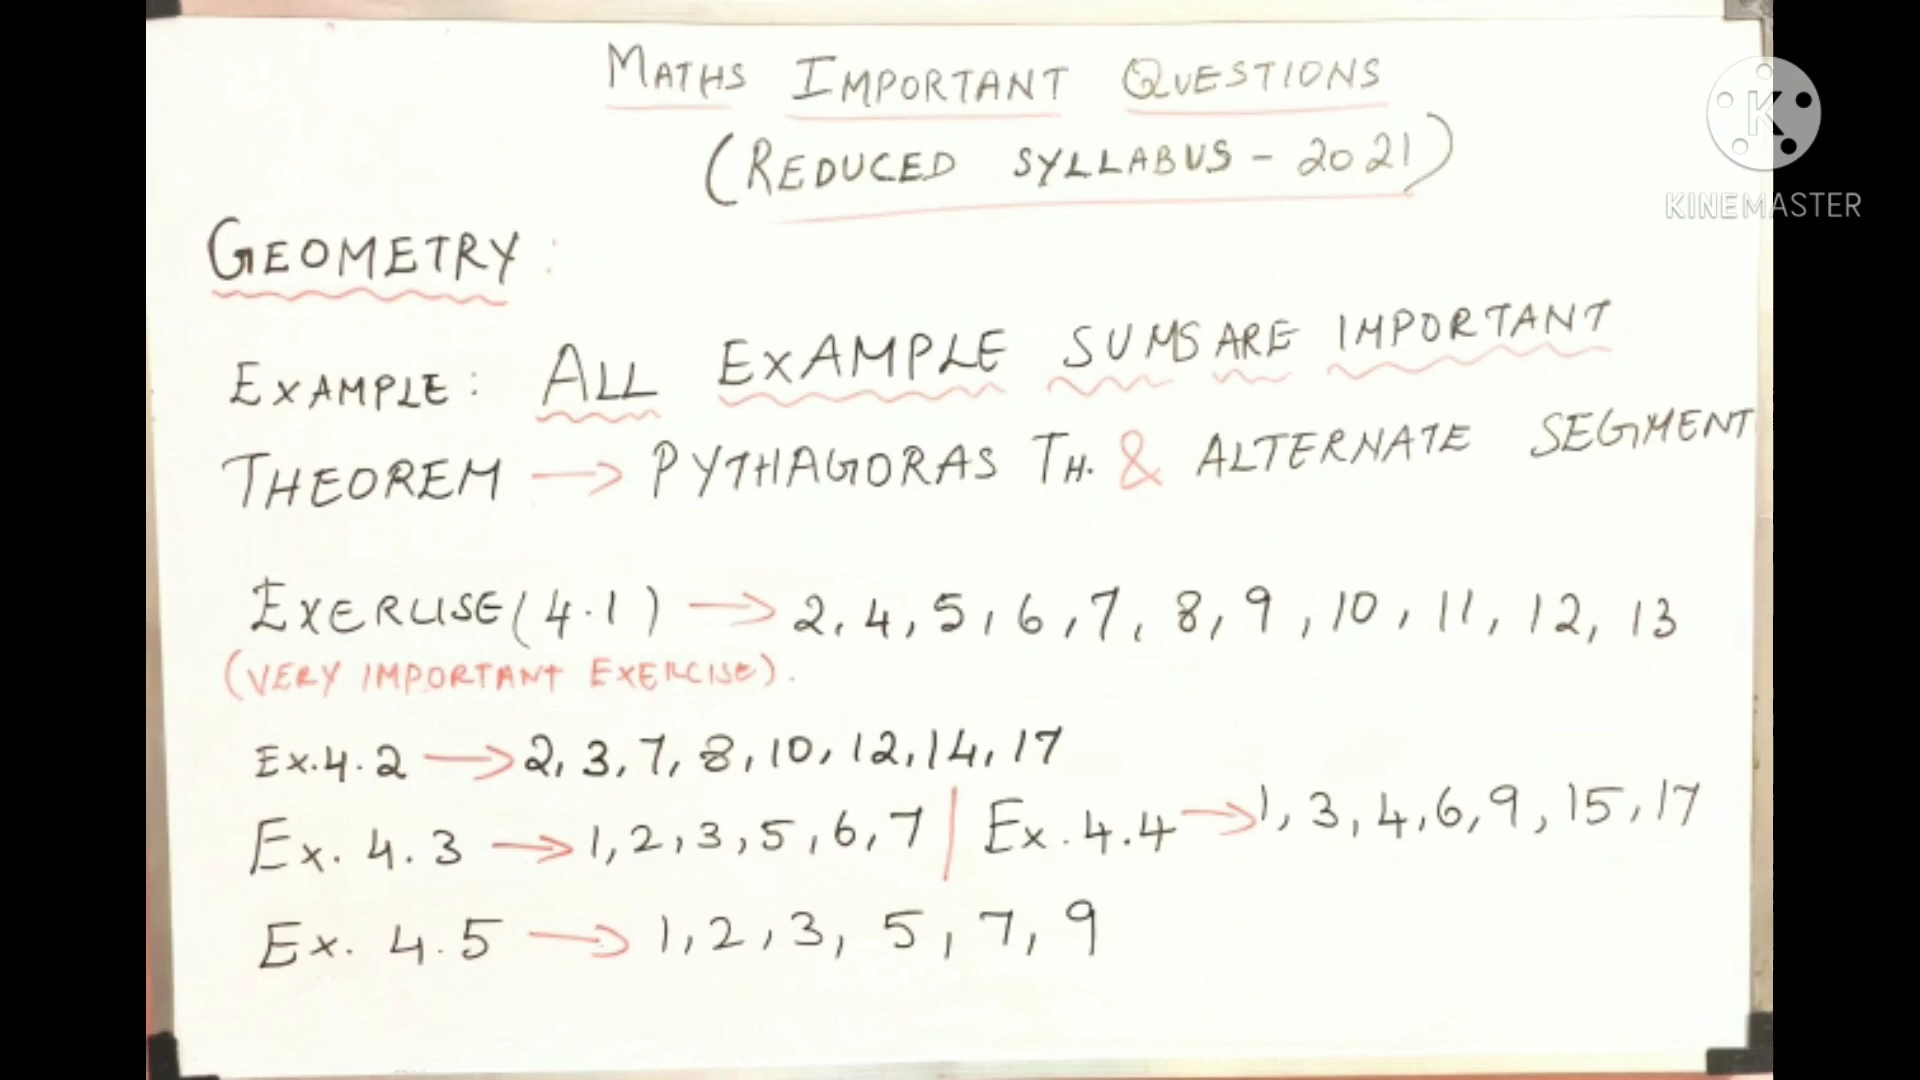 MATHS IMPORTANT QUESTIONS
(REDUCED SYLLABUS - 2021)
K
KINEMASTER
GEOMETRY :
EXAMPLE : ALL EXAMPLE SUMS ARE IMPORTANT
THEOREM → PYTHAGORAS TH. & ALTERNATE SEGMENT
EXERCISE (4.1) → 2, 4, 5, 6, 7, 8, 9, 10, 11, 12, 13
(VERY IMPORTANT EXERCISE).
EX.4.2 → 2, 3, 7, 8, 10, 12, 14, 17
EX. 4.3 → 1, 2, 3, 5, 6, 7 | EX. 4.4 → 1, 3, 4, 6, 9, 15, 17
EX. 4.5 → 1, 2, 3, 5, 7, 9